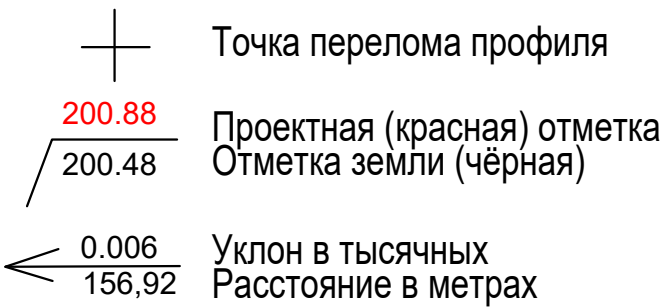 Точка перелома профиля
200.88
Проектная (красная) отметка
200.48
Отметка земли (чёрная)
0.006
Уклон в тысячных
156,92
Расстояние в метрах